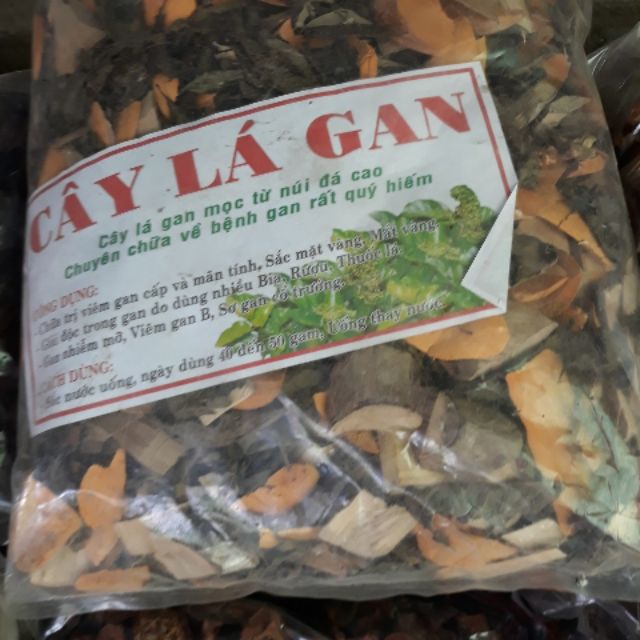 CÂY LÁ GAN
Cây lá gan mọc từ núi đá cao
Chuyên chữa về bệnh gan rất quý hiếm
CÔNG DỤNG:
Chữa trị viêm gan cấp và mãn tính, Sắc mặt vàng, Mắt vàng
Giải độc trong gan do dùng nhiều Bia, Rượu, Thuốc lá
Gan nhiễm mỡ, Viêm gan B, Sơ gan cổ trướng.
CÁCH DÙNG:
nước uống, ngày dùng 40 đến 50 gam, Uống thay nước